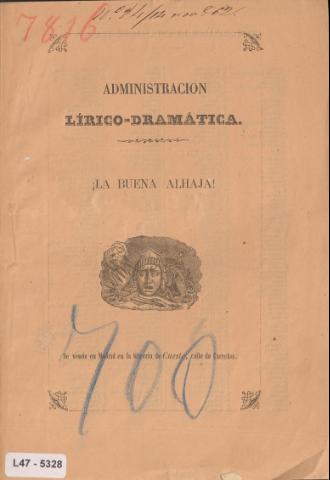 7816
ADMINISTRACION
LÍRICO-DRAMÁTICA.
¡LA BUENA ALHAJA!
Se vende en Madrid en la librería de Cuesta, calle de Carretas.
700
L47 - 5328